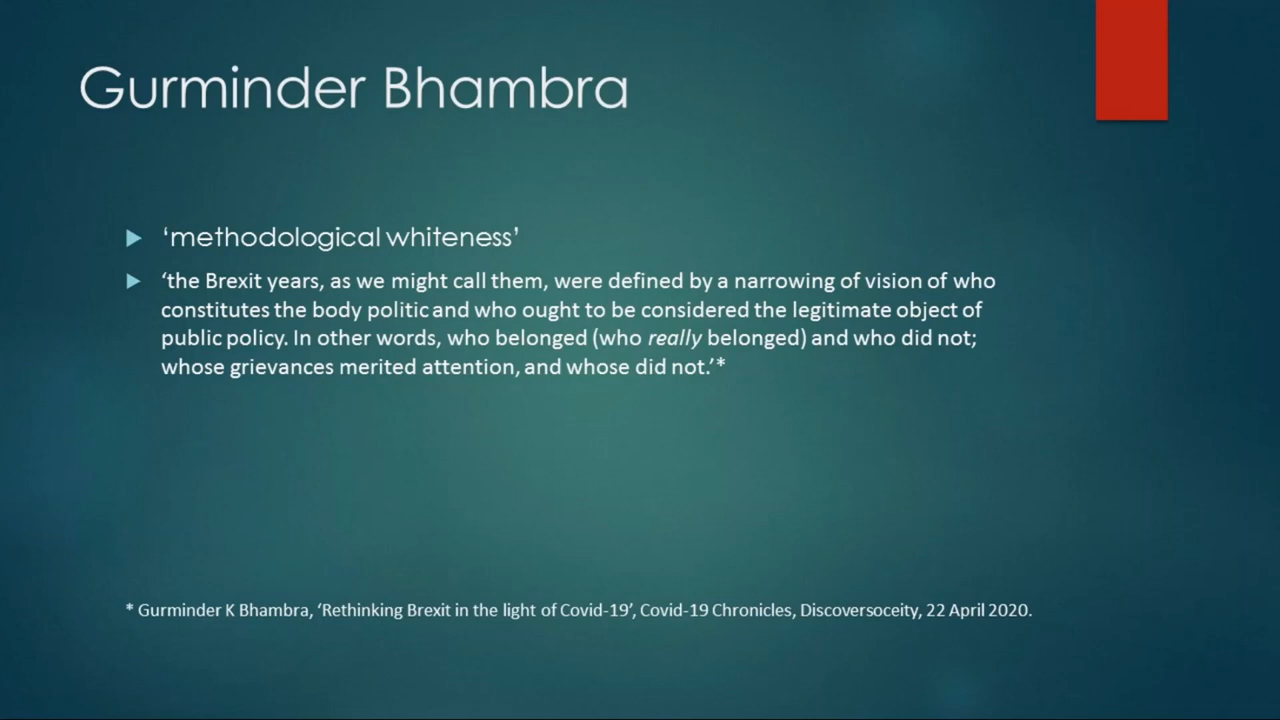 Gurminder Bhambra
‘methodological whiteness’
‘the Brexit years, as we might call them, were defined by a narrowing of vision of who
constitutes the body politic and who ought to be considered the legitimate object of
public policy. In other words, who belonged (who really belonged) and who did not;
whose grievances merited attention, and whose did not.’*
* Gurminder K Bhambra, ‘Rethinking Brexit in the light of Covid-19’, Covid-19 Chronicles, Discoversoceity, 22 April 2020.